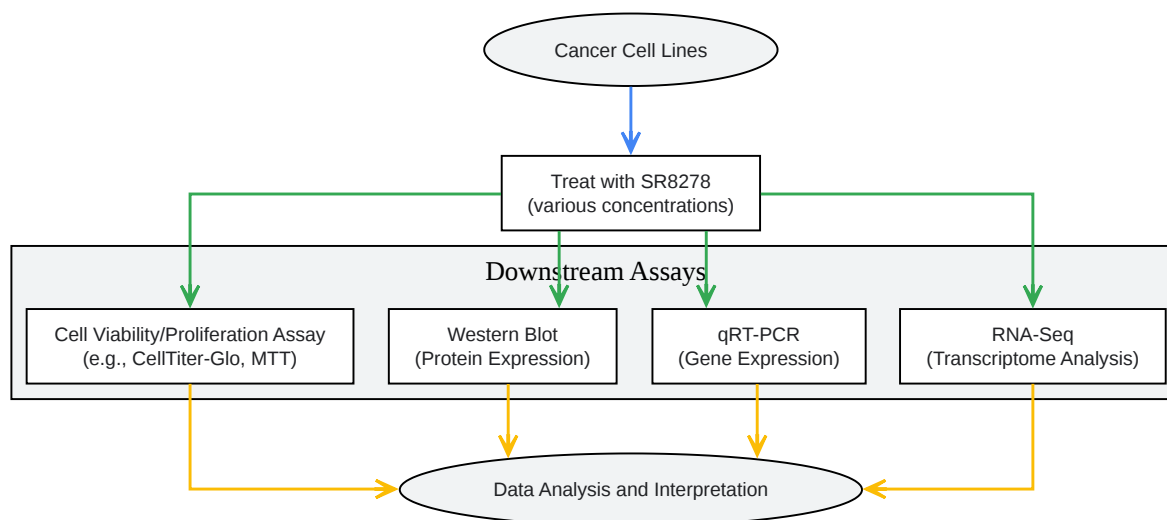 Cancer Cell Lines
Treat with SR8278
(various concentrations)
Downstream Assays
Cell Viability/Proliferation Assay
(e.g., CellTiter-Glo, MTT)
Western Blot
(Protein Expression)
qRT-PCR
(Gene Expression)
RNA-Seq
(Transcriptome Analysis)
Data Analysis and Interpretation